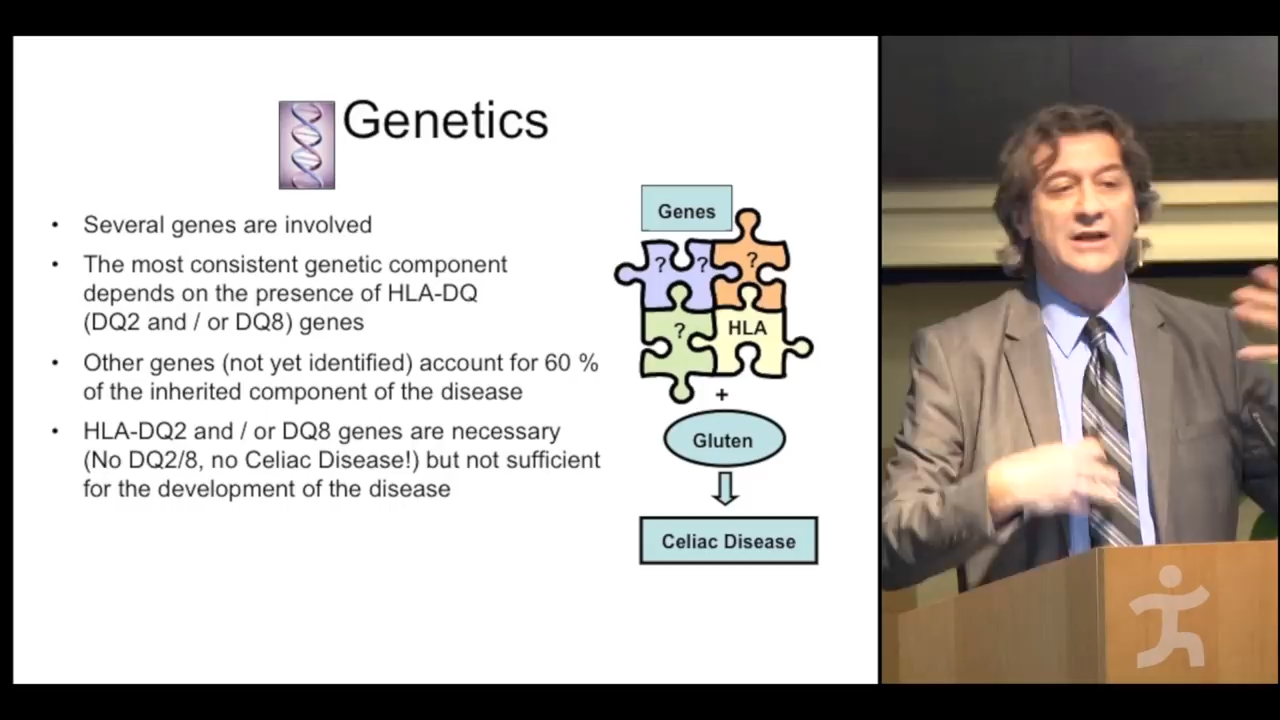 Genetics
• Several genes are involved
• The most consistent genetic component
depends on the presence of HLA-DQ
(DQ2 and / or DQ8) genes
• Other genes (not yet identified) account for 60 %
of the inherited component of the disease
• HLA-DQ2 and / or DQ8 genes are necessary
(No DQ2/8, no Celiac Disease!) but not sufficient
for the development of the disease
Genes
? ? ?
? HLA
+
Gluten
Celiac Disease